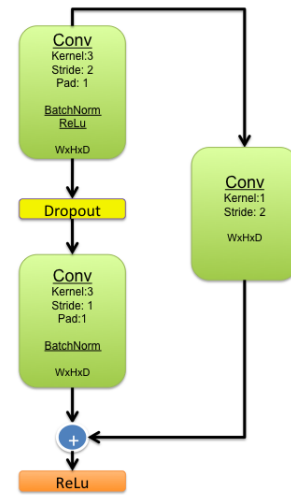 Conv
Kernel:3
Stride: 2
Pad: 1
BatchNorm
ReLu
WxHxD
Dropout
Conv
Kernel:3
Stride: 1
Pad:1
BatchNorm
WxHxD
+
ReLu
Conv
Kernel:1
Stride: 2
WxHxD